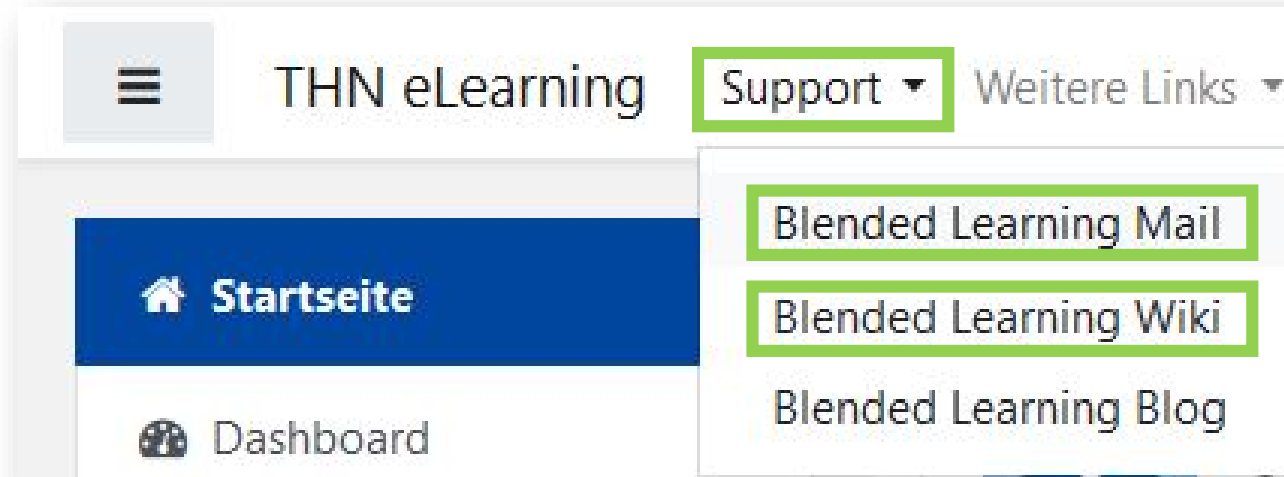 THN eLearning Support Weitere Links
Blended Learning Mail
Startseite
Blended Learning Wiki
Blended Learning Blog
Dashboard